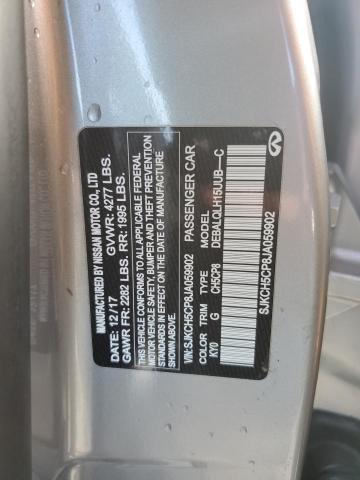 MANUFACTURED BY NISSAN MOTOR CO., LTD
DATE: 12/17 GVWR: 4277 LBS.
GAWR FR: 2282 LBS. RR: 1995 LBS.
THIS VEHICLE CONFORMS TO ALL APPLICABLE FEDERAL
MOTOR VEHICLE SAFETY, BUMPER AND THEFT PREVENTION
STANDARDS IN EFFECT ON THE DATE OF MANUFACTURE
SHOWN ABOVE.
VIN:SJKCH5CP8JA059902 PASSENGER CAR
COLOR TRIM TYPE DEBALQLH15UUB--C
KY0 G CH5CP8
SJKCH5CP8JA059902